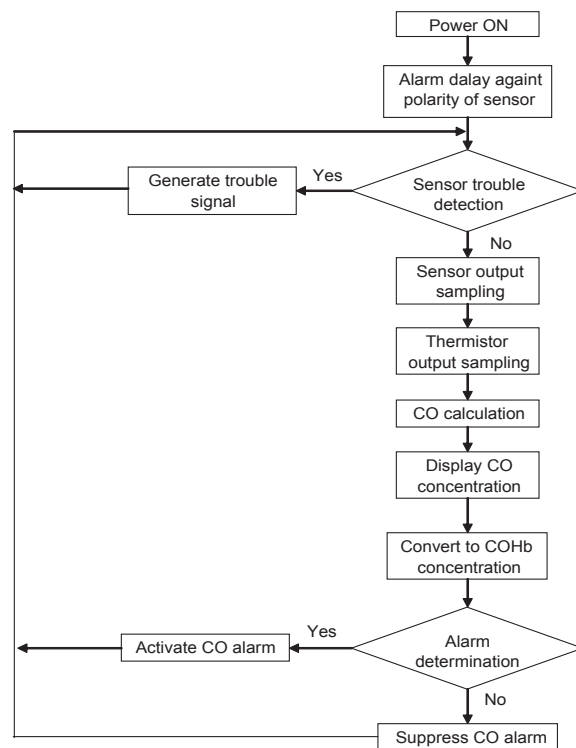 Power ON
Alarm dalay againt
polarity of sensor
Sensor trouble
detection
Yes
Generate trouble
signal
No
Sensor output
sampling
Thermistor
output sampling
CO calculation
Display CO
concentration
Convert to COHb
concentration
Alarm
determination
Yes
Activate CO alarm
No
Suppress CO alarm